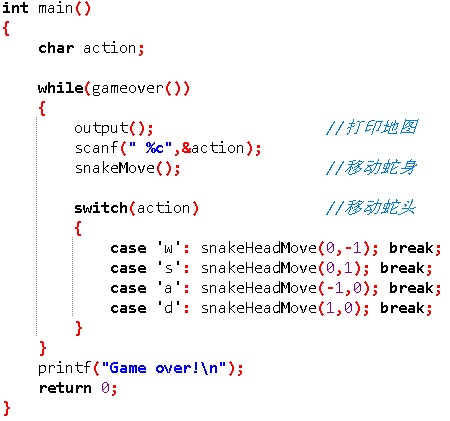 int main()
{
    char action;
    while(gameover())
    {
        output();                   //打印地图
        scanf(" %c",&action);
        snakeMove();                //移动蛇身
        switch(action)              //移动蛇头
        {
            case 'w': snakeHeadMove(0,-1); break;
            case 's': snakeHeadMove(0,1); break;
            case 'a': snakeHeadMove(-1,0); break;
            case 'd': snakeHeadMove(1,0); break;
        }
    }
    printf("Game over!\n");
    return 0;
}